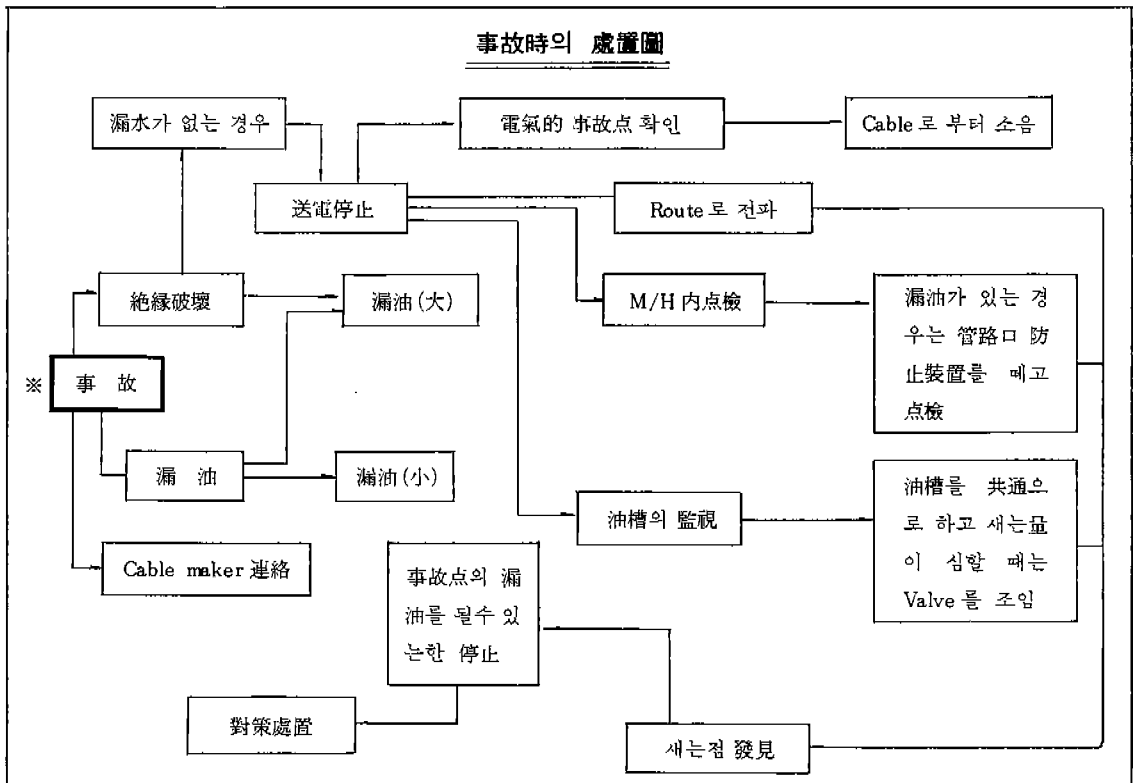 事故時의 處置圖
漏水가 없는 경우
電氣的 事故点 확인
Cable로 부터 소음
送電停止
Route로 전파
絶緣破壞
漏油(大)
M/H 內点檢
漏油가 있는 경
우는 管路口 防
止裝置를 떼고
点檢
※ 事 故
漏 油
漏油(小)
油槽의 監視
油槽를 共通으
로 하고 새는量
이 심할 때는
Valve를 조임
Cable maker 連絡
事故点의 漏
油를 될수 있
는한 停止
對策處置
새는점 發見